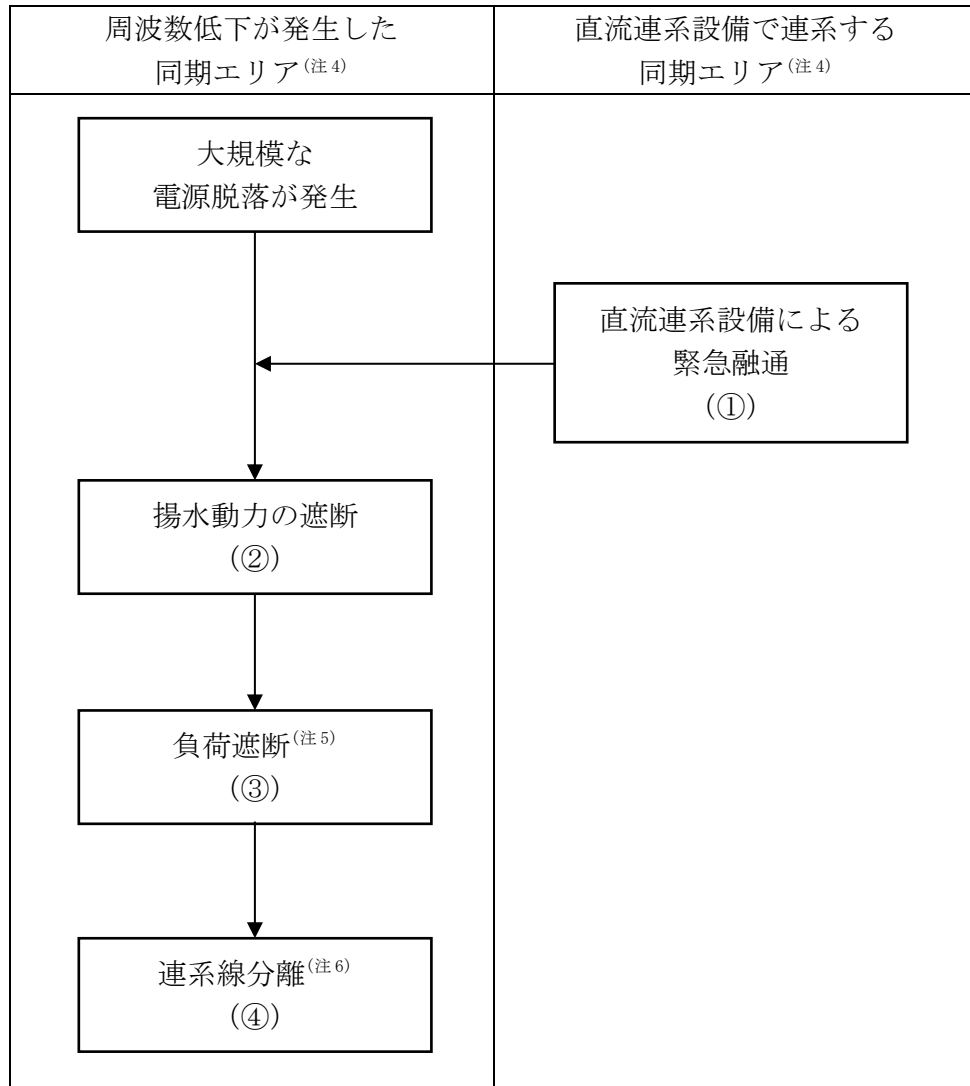 周波数低下が発生した
同期エリア(注4)
直流連系設備で連系する
同期エリア(注4)
大規模な
電源脱落が発生
直流連系設備による
緊急融通
(①)
揚水動力の遮断
(②)
負荷遮断(注5)
(③)
連系線分離(注6)
(④)